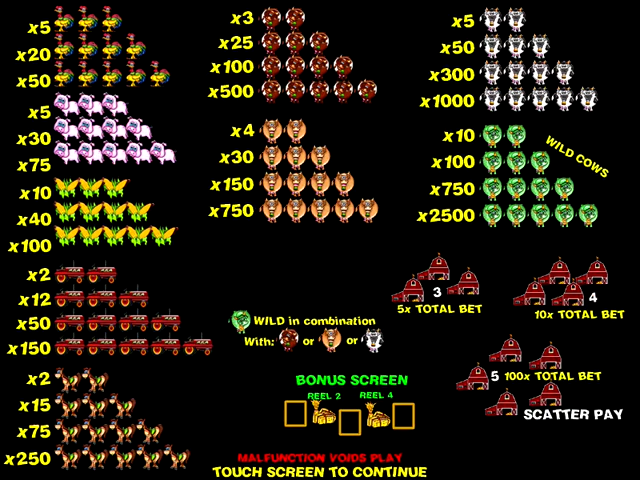 x5
x20
x50
x5
x30
x75
x10
x40
x100
x2
x12
x50
x150
x2
x15
x75
x250
x3
x25
x100
x500
x4
x30
x150
x750
x5
x50
x300
x1000
x10
x100
x750
x2500
WILD COWS
3
5x TOTAL BET
4
10x TOTAL BET
5 100x TOTAL BET
SCATTER PAY
WILD in combination
With: or or
BONUS SCREEN
REEL 2 REEL 4
MALFUNCTION VOIDS PLAY
TOUCH SCREEN TO CONTINUE